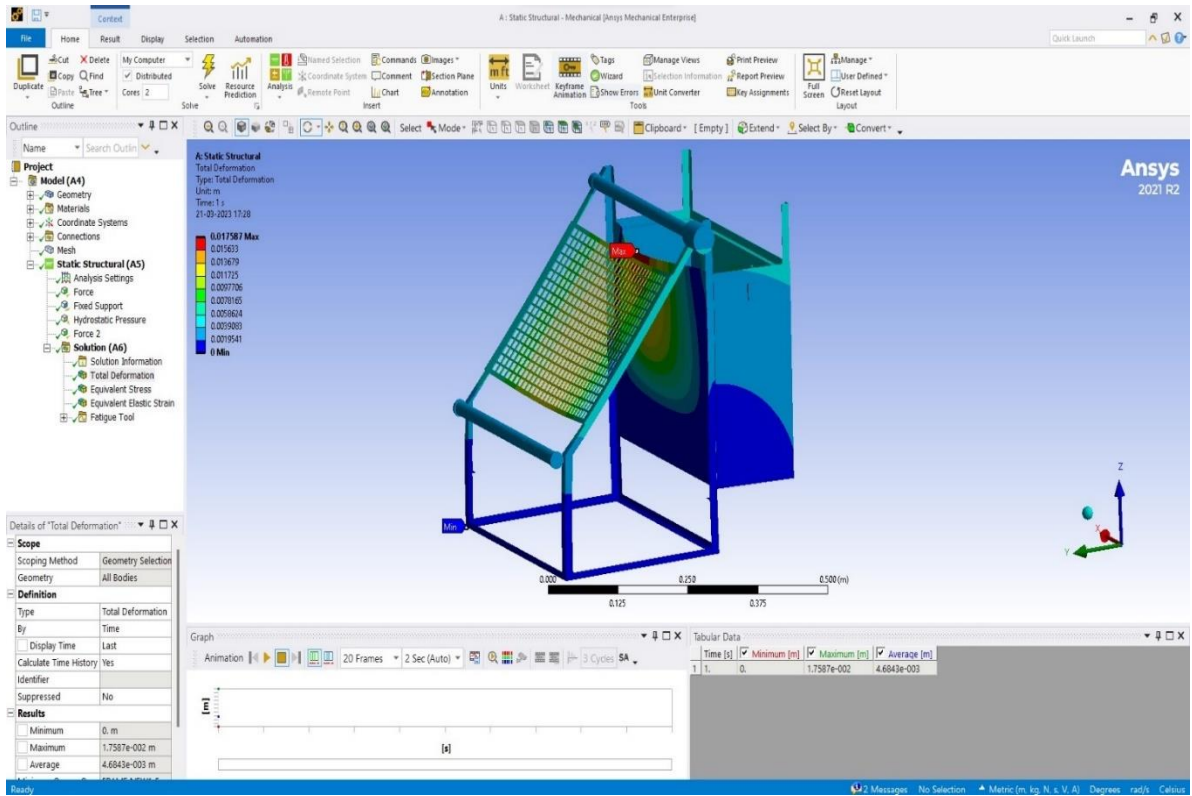 Context
A : Static Structural - Mechanical [Ansys Mechanical Enterprise]
File Home Result Display Selection Automation
Quick Launch
Duplicate
Cut
Copy
Paste
Delete
Find
Tree
Outline
My Computer
Distributed
Cores 2
Solve
Resource Prediction
Solve
Analysis
Named Selection
Coordinate System
Remote Point
Commands
Comment
Chart
Images
Section Plane
Annotation
Insert
Units
Worksheet
Keyframe Animation
Tags
Wizard
Show Errors
Manage Views
Selection Information
Unit Converter
Print Preview
Report Preview
Key Assignments
Tools
Full Screen
Manage
User Defined
Reset Layout
Layout
Outline
Select Mode Clipboard [Empty] Extend Select By Convert
Name Search Outlin
Project
Model (A4)
Geometry
Materials
Coordinate Systems
Connections
Mesh
Static Structural (A5)
Analysis Settings
Force
Fixed Support
Hydrostatic Pressure
Force 2
Solution (A6)
Solution Information
Total Deformation
Equivalent Stress
Equivalent Elastic Strain
Fatigue Tool
A: Static Structural
Total Deformation
Type: Total Deformation
Unit: m
Time: 1 s
21-03-2023 17:28
0.017587 Max
0.015633
0.013679
0.011725
0.0097706
0.0078165
0.0058624
0.0039083
0.0019541
0 Min
Max
Min
Ansys
2021 R2
Z
X
Y
0.000 0.250 0.500 (m)
0.125 0.375
Details of "Total Deformation"
Scope
Scoping Method Geometry Selection
Geometry All Bodies
Definition
Type Total Deformation
By Time
Display Time Last
Calculate Time History Yes
Identifier
Suppressed No
Results
Minimum 0. m
Maximum 1.7587e-002 m
Average 4.6843e-003 m
Graph
Animation 20 Frames 2 Sec (Auto) 3 Cycles SA
[m]
[s]
Tabular Data
Time [s] Minimum [m] Maximum [m] Average [m]
1 1. 0. 1.7587e-002 4.6843e-003
Ready 2 Messages No Selection Metric (m, kg, N, s, V, A) Degrees rad/s Celsius